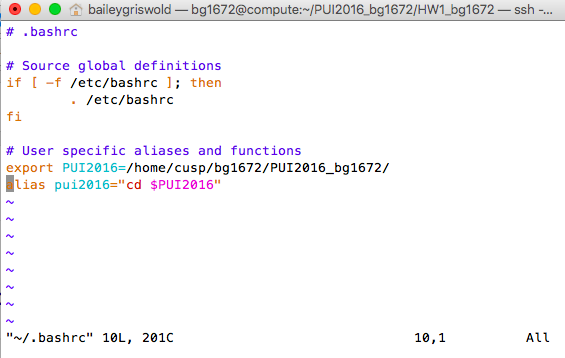 baileygriswold — bg1672@compute:~/PUI2016_bg1672/HW1_bg1672 — ssh -...
# .bashrc

# Source global definitions
if [ -f /etc/bashrc ]; then
        . /etc/bashrc
fi

# User specific aliases and functions
export PUI2016=/home/cusp/bg1672/PUI2016_bg1672/
alias pui2016="cd $PUI2016"
~
~
~
~
~
~
~
~
"~/.bashrc" 10L, 201C                              10,1          All